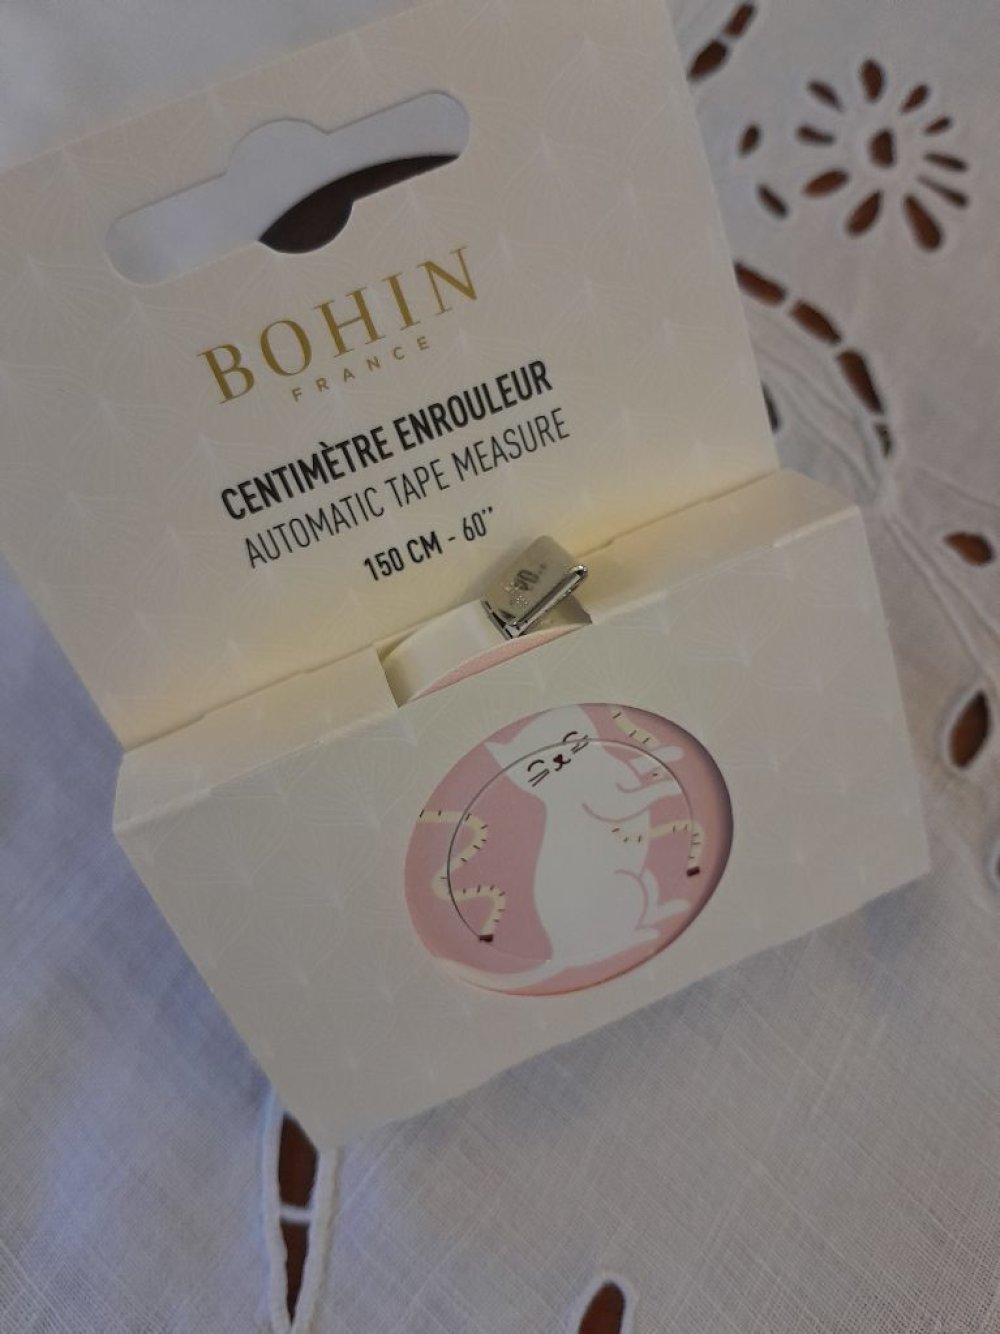 BOHIN
FRANCE
CENTIMÈTRE ENROULEUR
AUTOMATIC TAPE MEASURE
150 CM - 60''